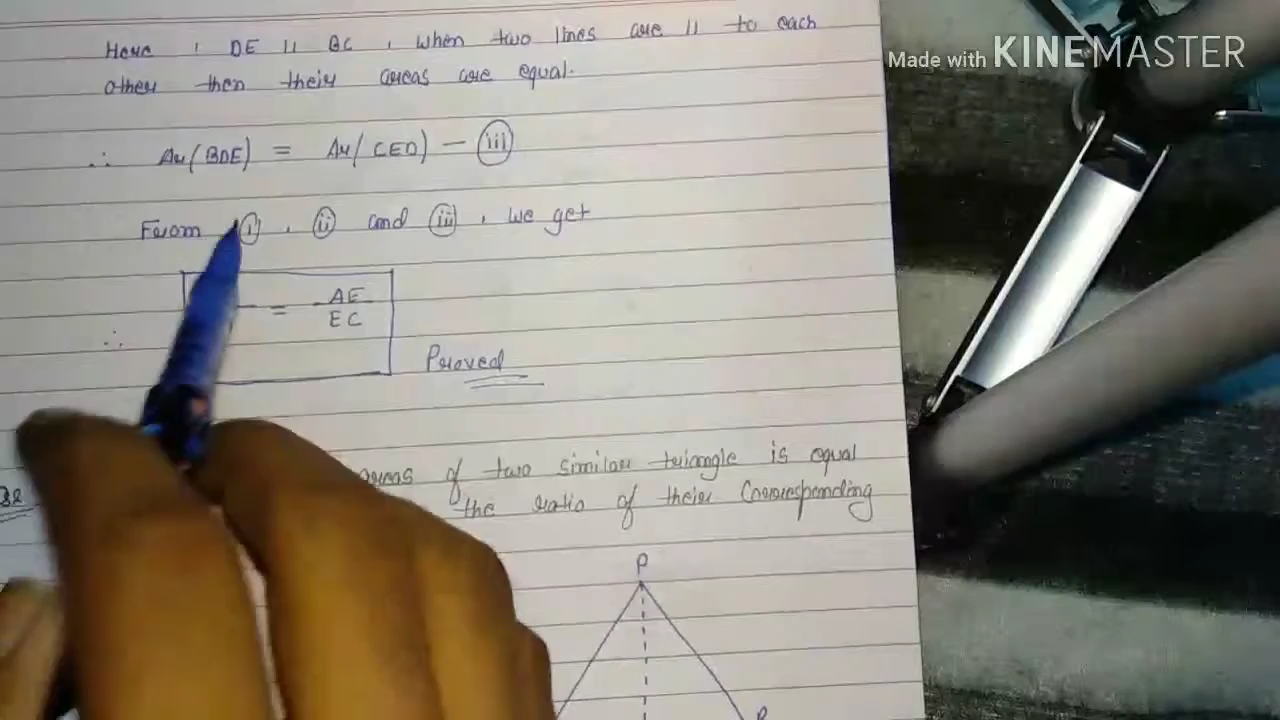 Here, DE || BC, when two lines are || to each
other then their areas are equal.
∴ Ar(BDE) = Ar(CED) - (iii)
From (i), (ii) and (iii), we get
∴ = AE/EC
Proved
areas of two similar triangle is equal
the ratio of their Corresponding
P
R
Made with KINEMASTER